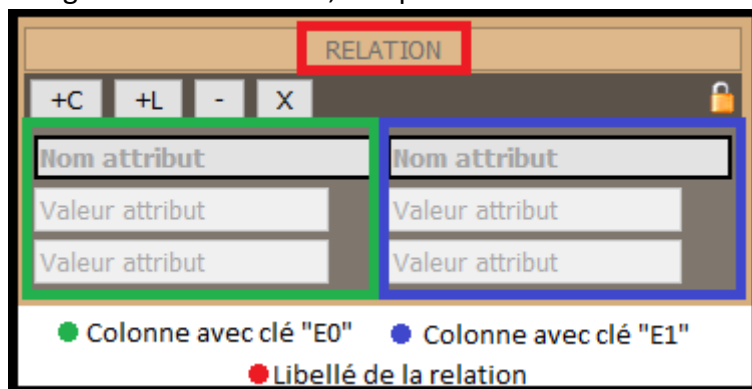 RELATION
+C +L - X
Nom attribut Nom attribut
Valeur attribut Valeur attribut
Valeur attribut Valeur attribut
Colonne avec clé "E0" Colonne avec clé "E1"
Libellé de la relation